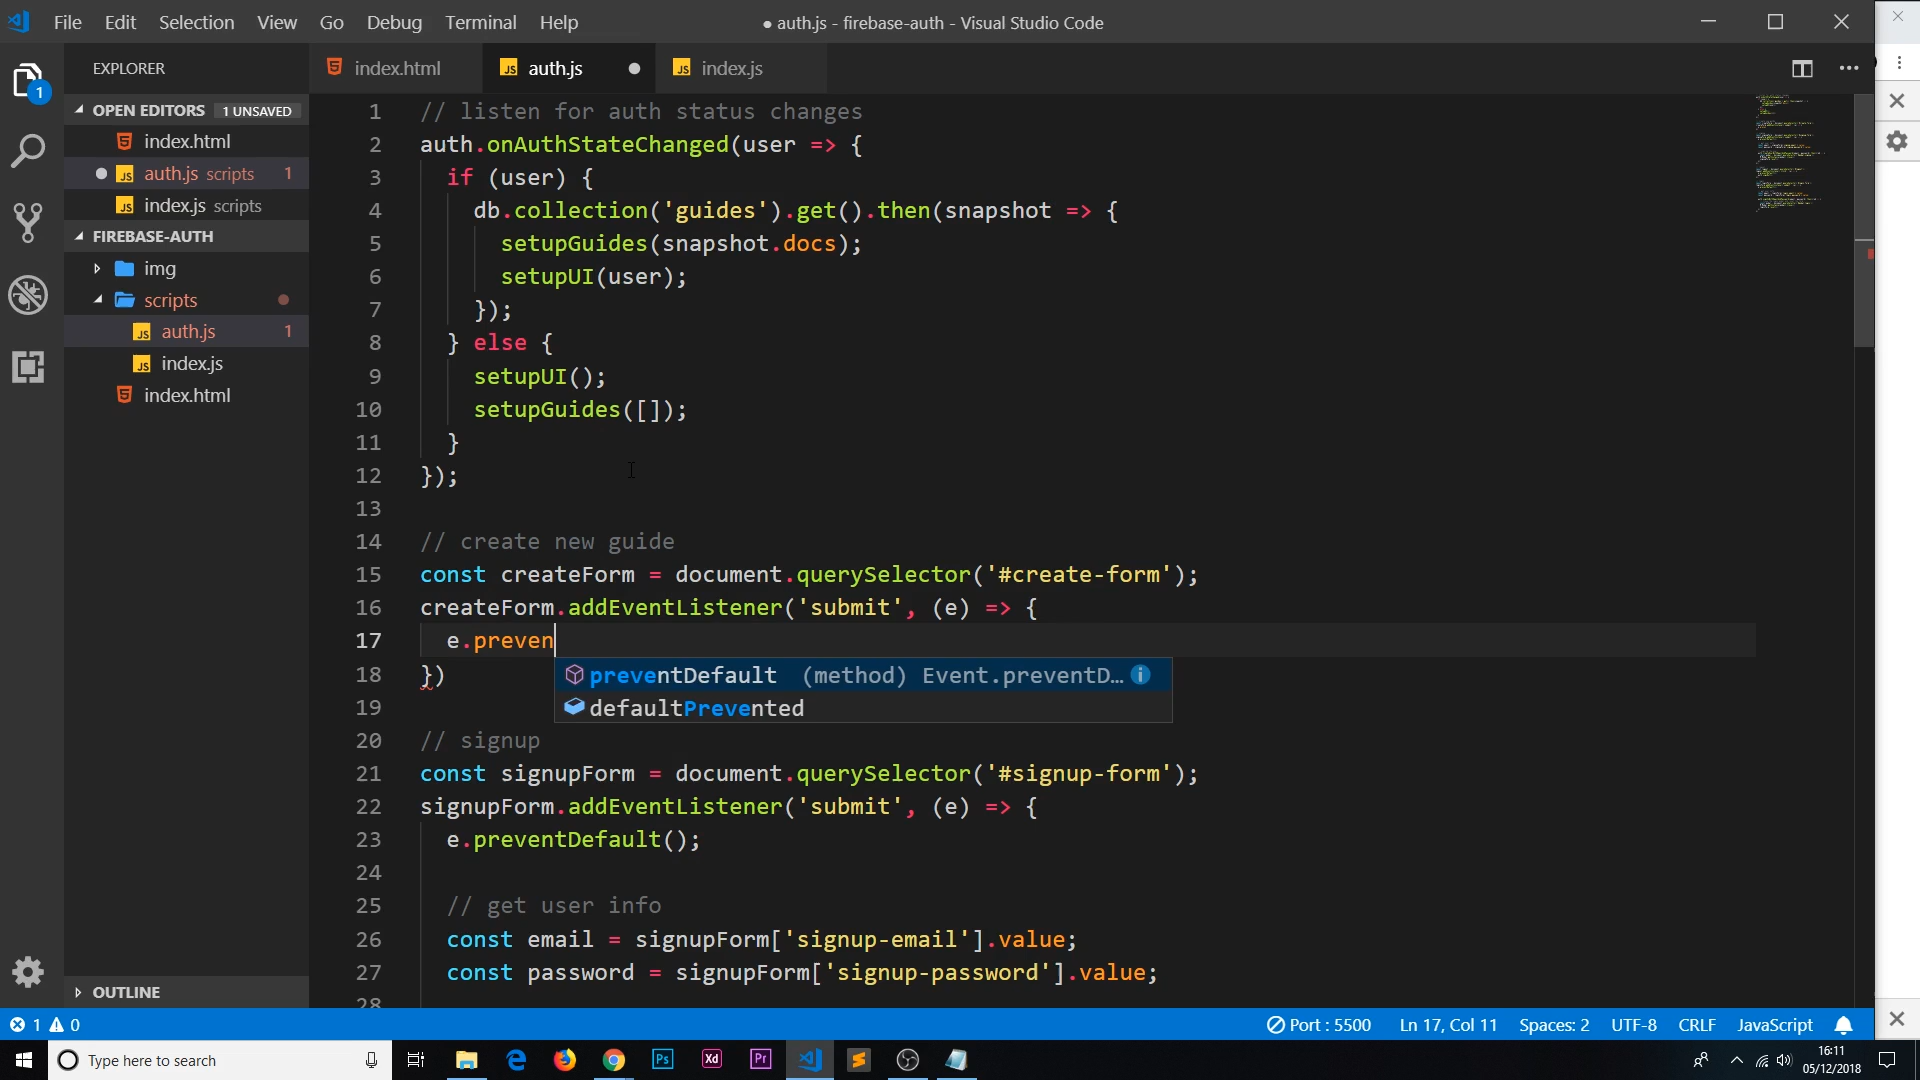 File Edit Selection View Go Debug Terminal Help
● auth.js - firebase-auth - Visual Studio Code
EXPLORER
index.html
auth.js
index.js
OPEN EDITORS 1 UNSAVED
index.html
auth.js scripts 1
index.js scripts
FIREBASE-AUTH
img
scripts
auth.js 1
index.js
index.html
OUTLINE
1 // listen for auth status changes
2 auth.onAuthStateChanged(user => {
3 if (user) {
4 db.collection('guides').get().then(snapshot => {
5 setupGuides(snapshot.docs);
6 setupUI(user);
7 });
8 } else {
9 setupUI();
10 setupGuides([]);
11 }
12 });
13
14 // create new guide
15 const createForm = document.querySelector('#create-form');
16 createForm.addEventListener('submit', (e) => {
17 e.preven
18 })
preventDefault (method) Event.preventD…
defaultPrevented
19
20 // signup
21 const signupForm = document.querySelector('#signup-form');
22 signupForm.addEventListener('submit', (e) => {
23 e.preventDefault();
24
25 // get user info
26 const email = signupForm['signup-email'].value;
27 const password = signupForm['signup-password'].value;
28
1 0
Port : 5500 Ln 17, Col 11 Spaces: 2 UTF-8 CRLF JavaScript
Type here to search
Ps Xd Pr
16:11
05/12/2018